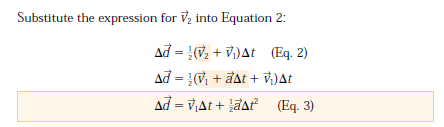 Substitute the expression for v⃗₂ into Equation 2:
Δd⃗ = ½(v⃗₂ + v⃗₁)Δt (Eq. 2)
Δd⃗ = ½(v⃗₁ + a⃗Δt + v⃗₁)Δt
Δd⃗ = v⃗₁Δt + ½a⃗Δt² (Eq. 3)